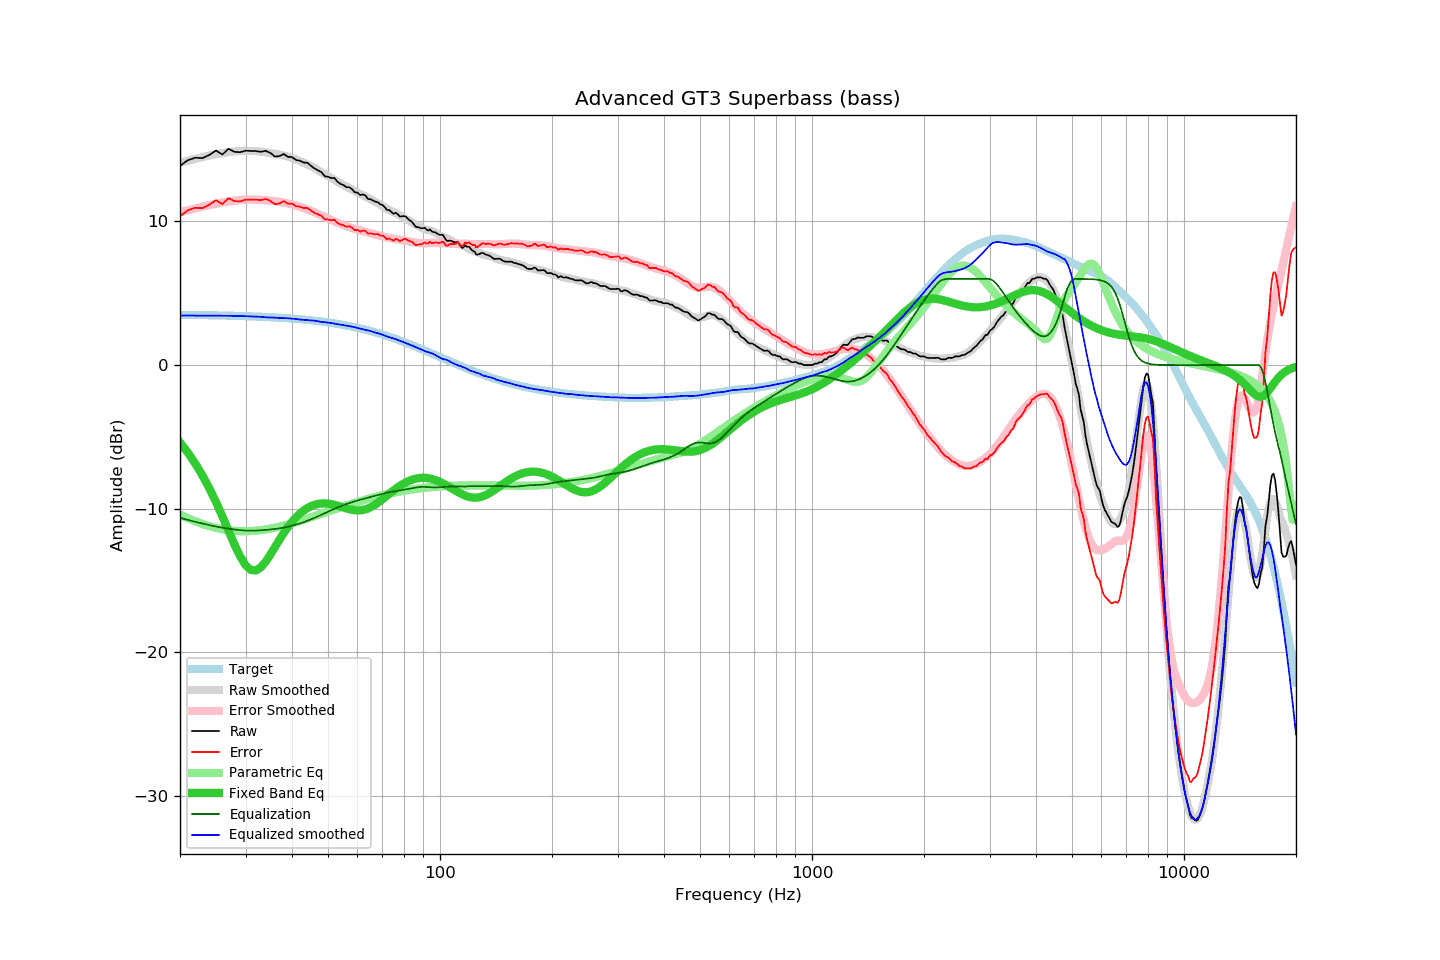 Advanced GT3 Superbass (bass)
Amplitude (dBr)
10
0
−10
−20
−30
Target
Raw Smoothed
Error Smoothed
Raw
Error
Parametric Eq
Fixed Band Eq
Equalization
Equalized smoothed
100
1000
10000
Frequency (Hz)